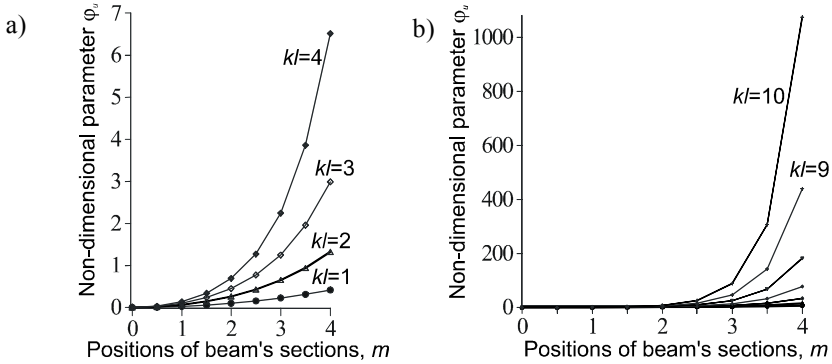 a)
Non-dimensional parameter φᵤ
7
6
5
4
3
2
1
0
kl=4
kl=3
kl=2
kl=1
0 1 2 3 4
Positions of beam's sections, m
b)
Non-dimensional parameter φᵤ
1000
800
600
400
200
0
kl=10
kl=9
0 1 2 3 4
Positions of beam's sections, m